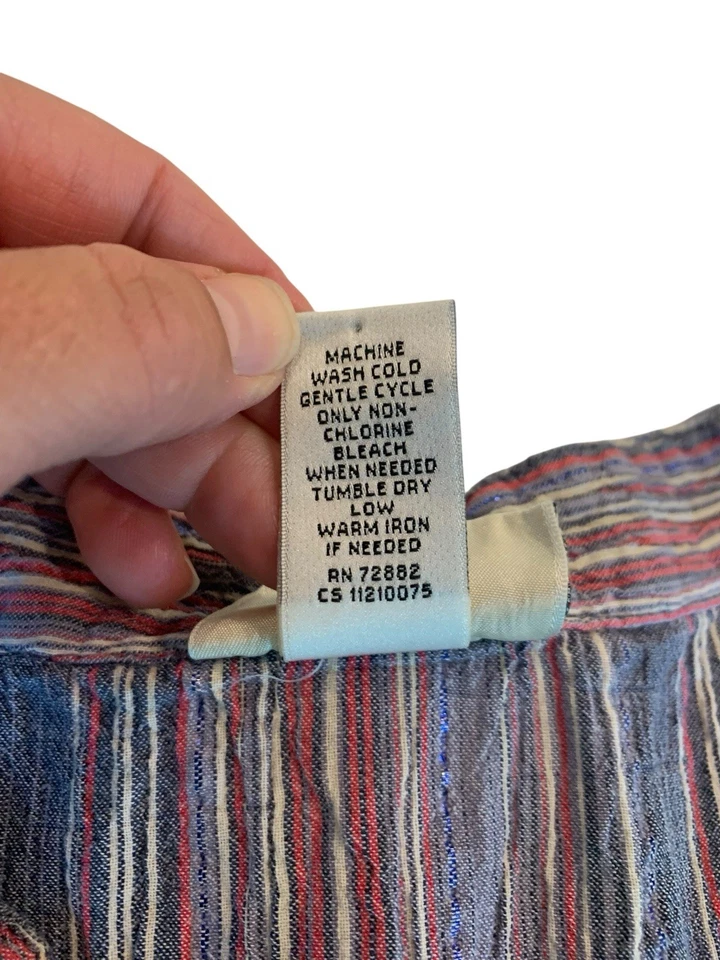 MACHINE
WASH COLD
GENTLE CYCLE
ONLY NON-
CHLORINE
BLEACH
WHEN NEEDED
TUMBLE DRY
LOW
WARM IRON
IF NEEDED
RN 72882
CS 11210075